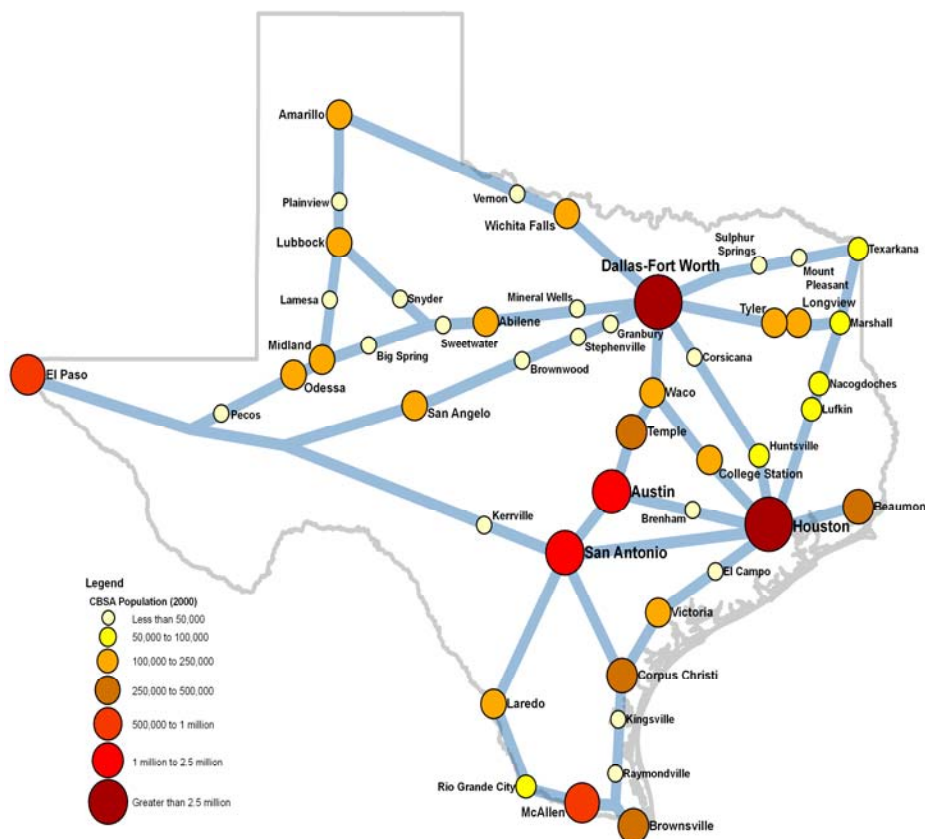 Amarillo
Vernon
Plainview
Wichita Falls
Lubbock
Sulphur
Springs
Texarkana
Mount
Pleasant
Dallas-Fort Worth
Lamesa
Snyder
Mineral Wells
Tyler
Longview
Abilene
Granbury
Marshall
Midland
Sweetwater
Stephenville
Big Spring
Corsicana
Brownwood
El Paso
Odessa
Nacogdoches
Waco
San Angelo
Lufkin
Pecos
Temple
Huntsville
College Station
Austin
Beaumon
Brenham
Houston
Kerrville
San Antonio
El Campo
Victoria
Corpus Christi
Laredo
Kingsville
Raymondville
Rio Grande City
McAllen
Brownsville
Legend
CBSA Population (2000)
Less than 50,000
50,000 to 100,000
100,000 to 250,000
250,000 to 500,000
500,000 to 1 million
1 million to 2.5 million
Greater than 2.5 million